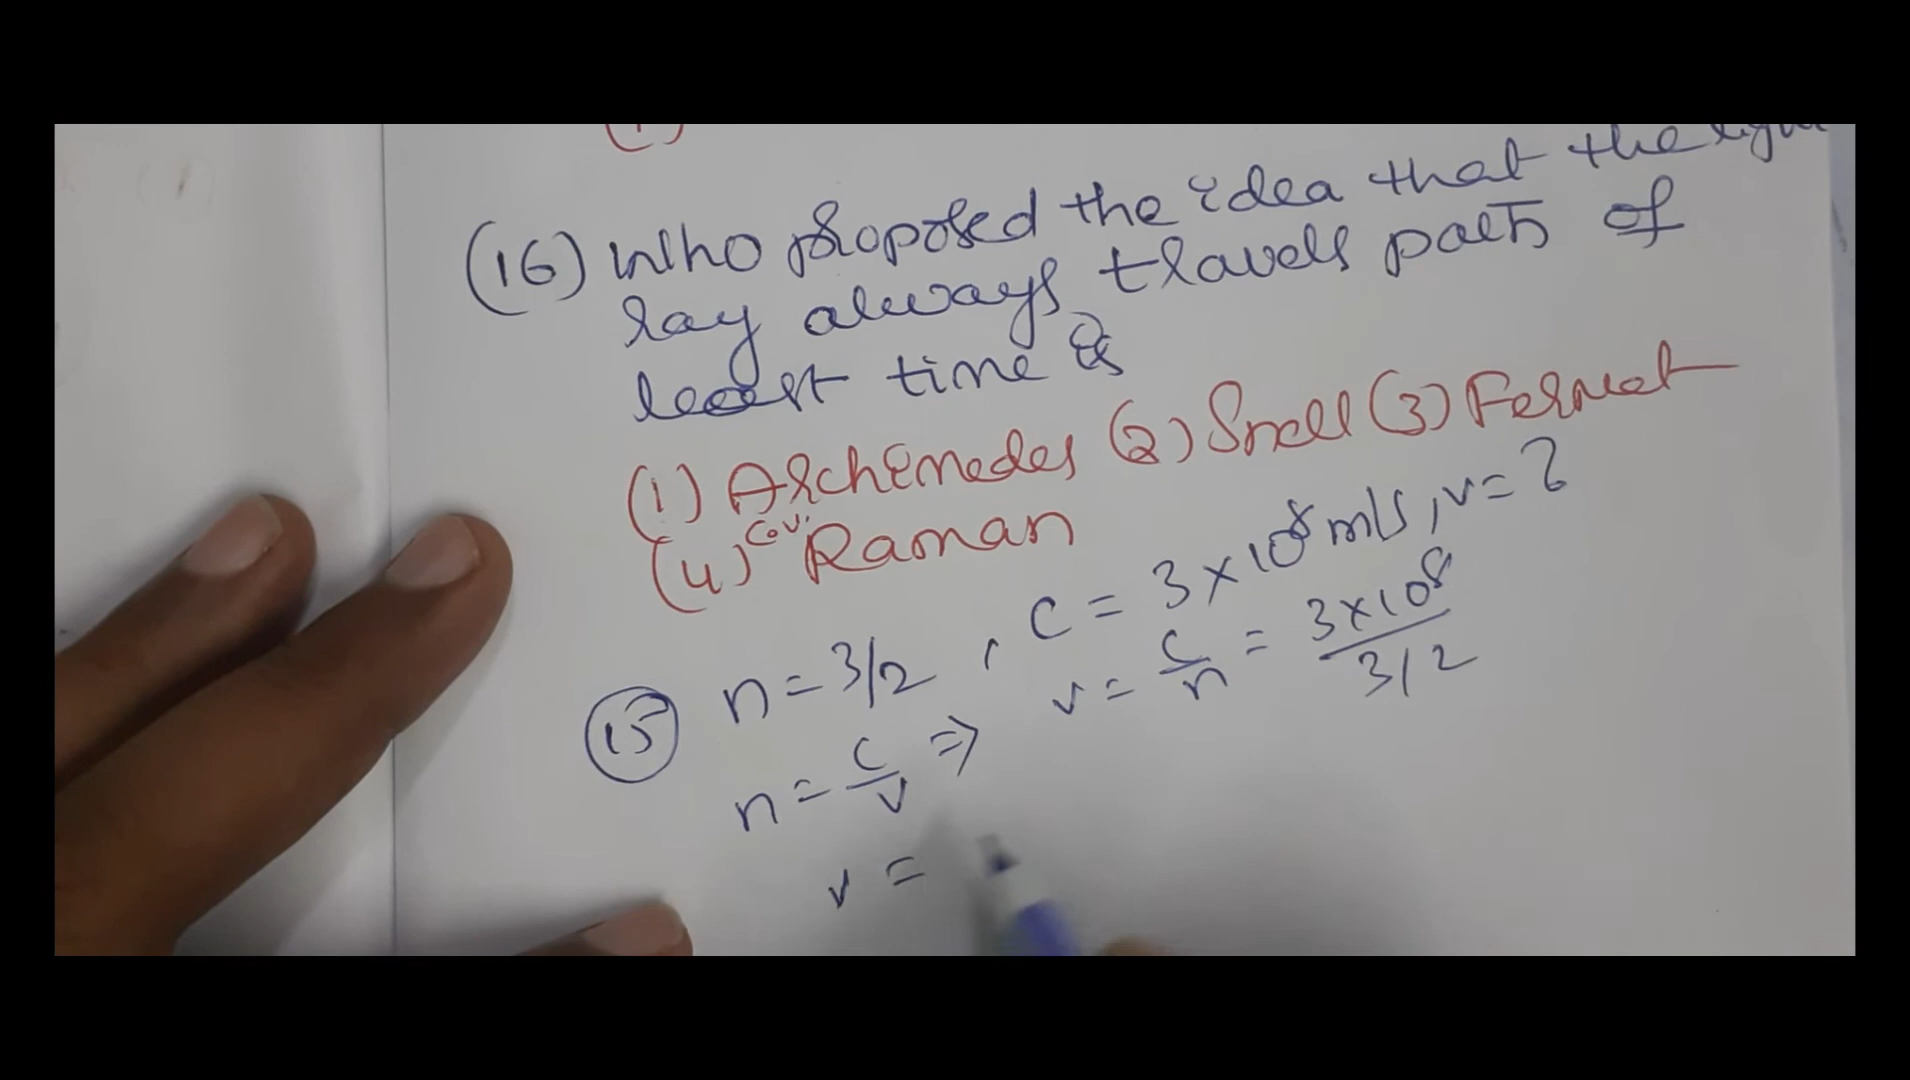 (16) Who proposed the idea that the
ray always travels path of
least time is
(1) Archimedes (2) Snell (3) Fermat
(4) C.V. Raman
(15) n = 3/2 , C = 3 × 10⁸ m/s , v = ?
n = C/v ⇒ v = C/n = 3×10⁸ / 3/2
v =